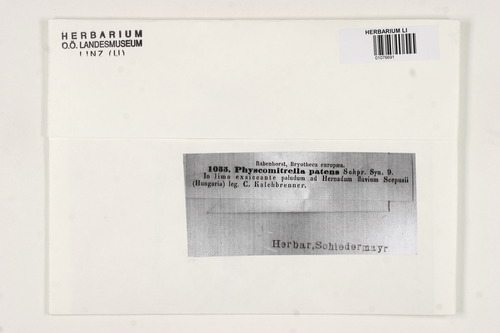 HERBARIUM
O.Ö. LANDESMUSEUM
LINZ (LI)
HERBARIUM LI
01076691
Rabenhorst, Bryotheca europaea.
1055. Physcomitrella patens Schpr. Syn. 9.
In limo exsiccante paludum ad Hernadum fluvium Scepusii
(Hungaria) leg. C. Kalchbrenner.
Herbar, Schiedermayr